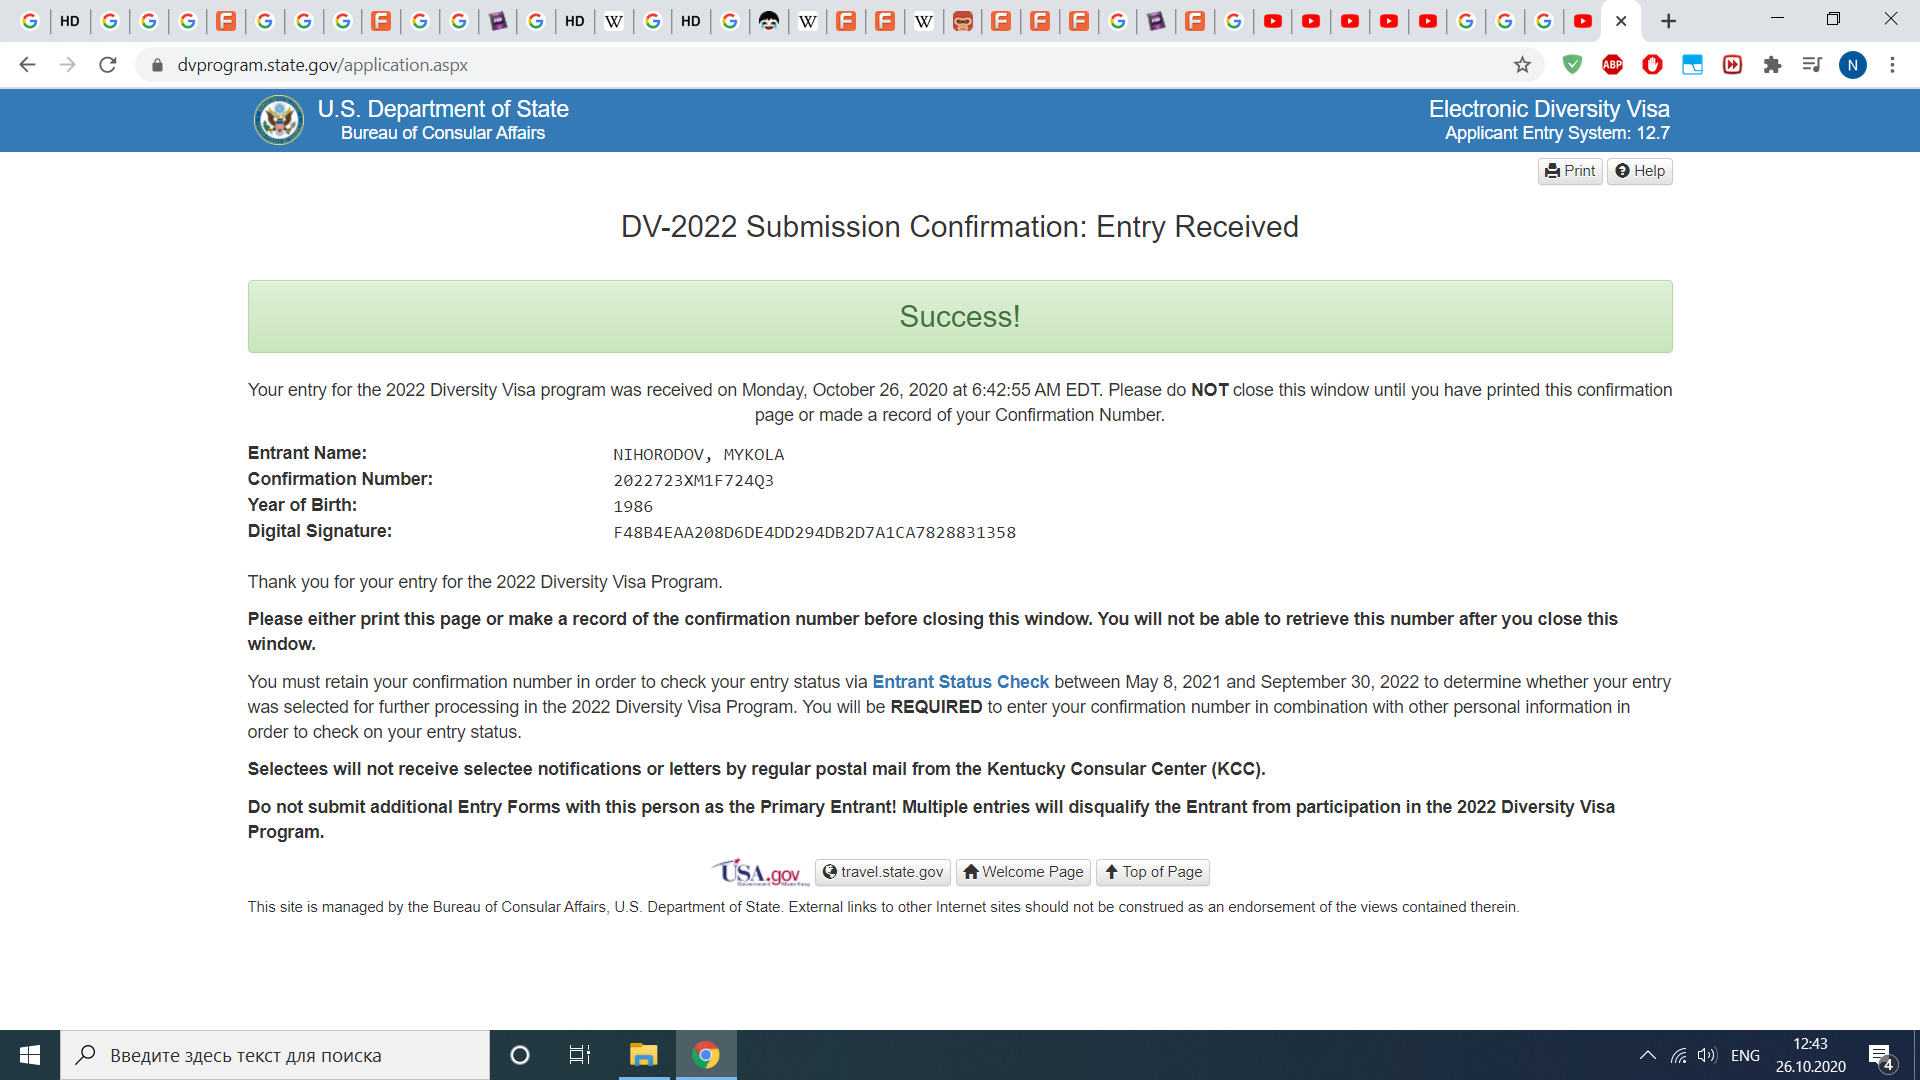 HD
HD
HD
dvprogram.state.gov/application.aspx
ABP
N
U.S. Department of State
Bureau of Consular Affairs
Electronic Diversity Visa
Applicant Entry System: 12.7
Print
Help
DV-2022 Submission Confirmation: Entry Received
Success!
Your entry for the 2022 Diversity Visa program was received on Monday, October 26, 2020 at 6:42:55 AM EDT. Please do NOT close this window until you have printed this confirmation
page or made a record of your Confirmation Number.
Entrant Name: NIHORODOV, MYKOLA
Confirmation Number: 2022723XM1F724Q3
Year of Birth: 1986
Digital Signature: F48B4EAA208D6DE4DD294DB2D7A1CA7828831358
Thank you for your entry for the 2022 Diversity Visa Program.
Please either print this page or make a record of the confirmation number before closing this window. You will not be able to retrieve this number after you close this
window.
You must retain your confirmation number in order to check your entry status via Entrant Status Check between May 8, 2021 and September 30, 2022 to determine whether your entry
was selected for further processing in the 2022 Diversity Visa Program. You will be REQUIRED to enter your confirmation number in combination with other personal information in
order to check on your entry status.
Selectees will not receive selectee notifications or letters by regular postal mail from the Kentucky Consular Center (KCC).
Do not submit additional Entry Forms with this person as the Primary Entrant! Multiple entries will disqualify the Entrant from participation in the 2022 Diversity Visa
Program.
USA.gov
travel.state.gov
Welcome Page
Top of Page
This site is managed by the Bureau of Consular Affairs, U.S. Department of State. External links to other Internet sites should not be construed as an endorsement of the views contained therein.
Введите здесь текст для поиска
ENG
12:43
26.10.2020
4